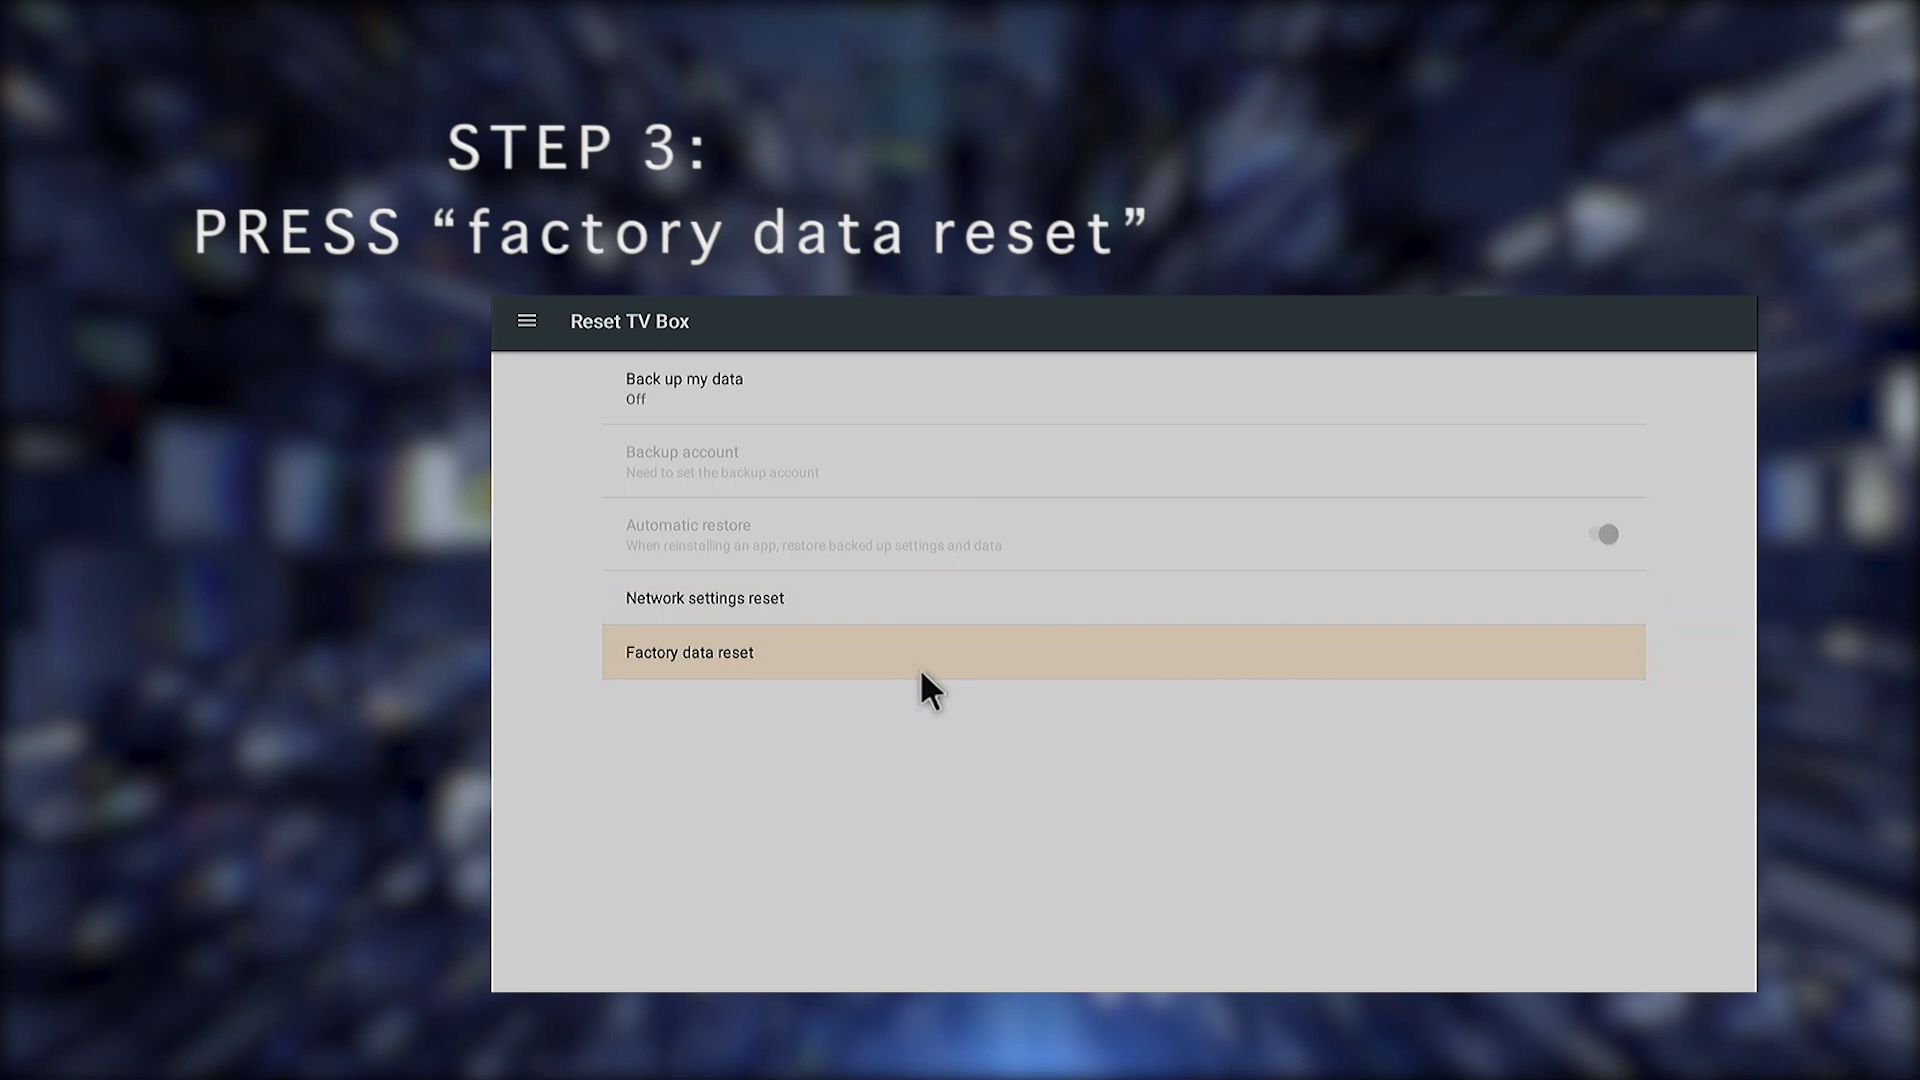 STEP 3:
PRESS “factory data reset”
Reset TV Box
Back up my data
Off
Backup account
Need to set the backup account
Automatic restore
When reinstalling an app, restore backed up settings and data
Network settings reset
Factory data reset